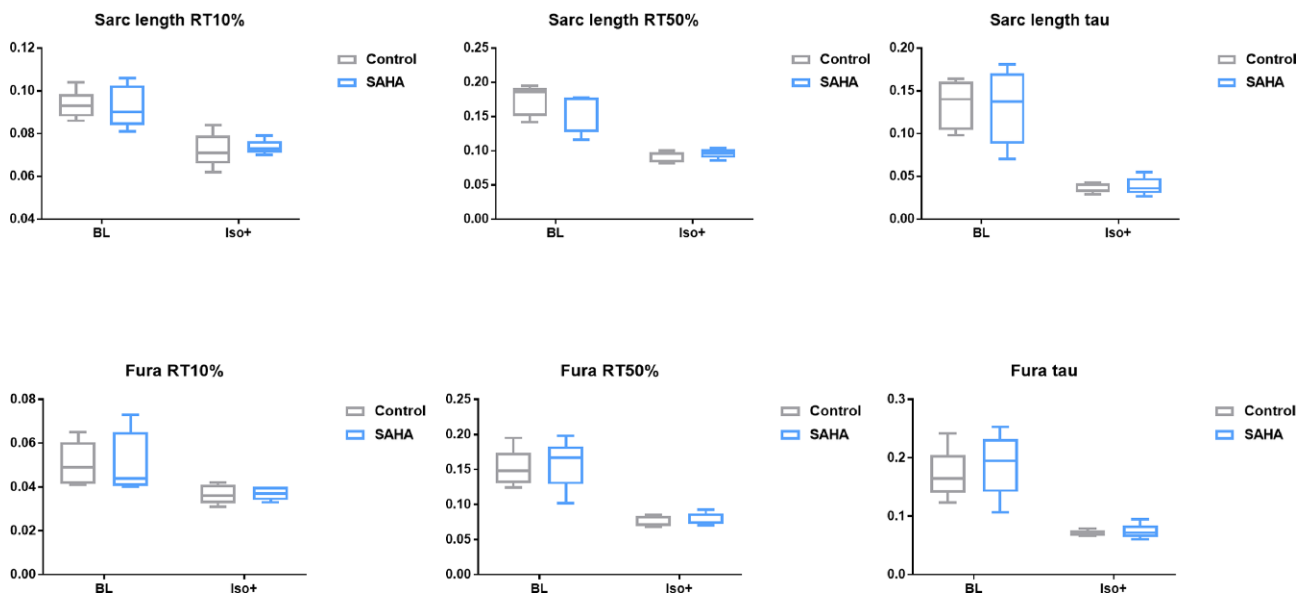 Sarc length RT10%
0.12
0.10
0.08
0.06
0.04
BL
Iso+
Control
SAHA
Sarc length RT50%
0.25
0.20
0.15
0.10
0.05
0.00
BL
Iso+
Control
SAHA
Sarc length tau
0.20
0.15
0.10
0.05
0.00
BL
Iso+
Control
SAHA
Fura RT10%
0.08
0.06
0.04
0.02
0.00
BL
Iso+
Control
SAHA
Fura RT50%
0.25
0.20
0.15
0.10
0.05
0.00
BL
Iso+
Control
SAHA
Fura tau
0.3
0.2
0.1
0.0
BL
Iso+
Control
SAHA